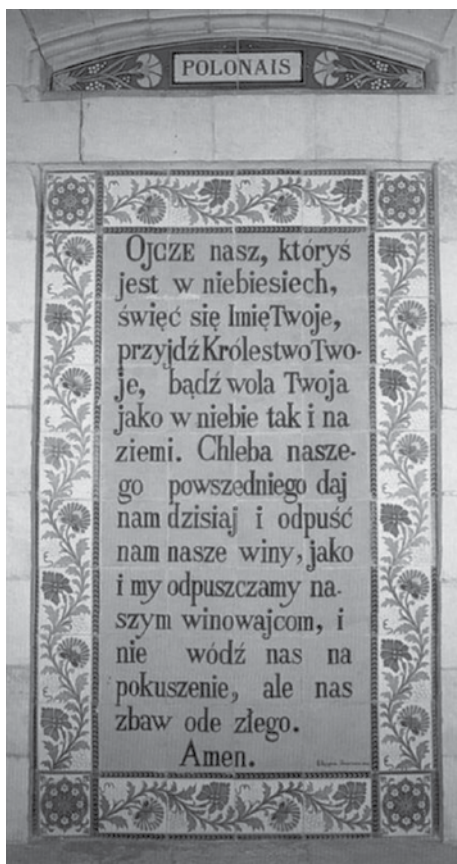 POLONAIS
OJCZE nasz, któryś
jest w niebiesiech,
święć się Imię Twoje,
przyjdź Królestwo Two-
je, bądź wola Twoja
jako w niebie tak i na
ziemi. Chleba nasze-
go powszedniego daj
nam dzisiaj i odpuść
nam nasze winy, jako
i my odpuszczamy na-
szym winowajcom, i
nie wódź nas na
pokuszenie, ale nas
zbaw ode złego.
Amen.